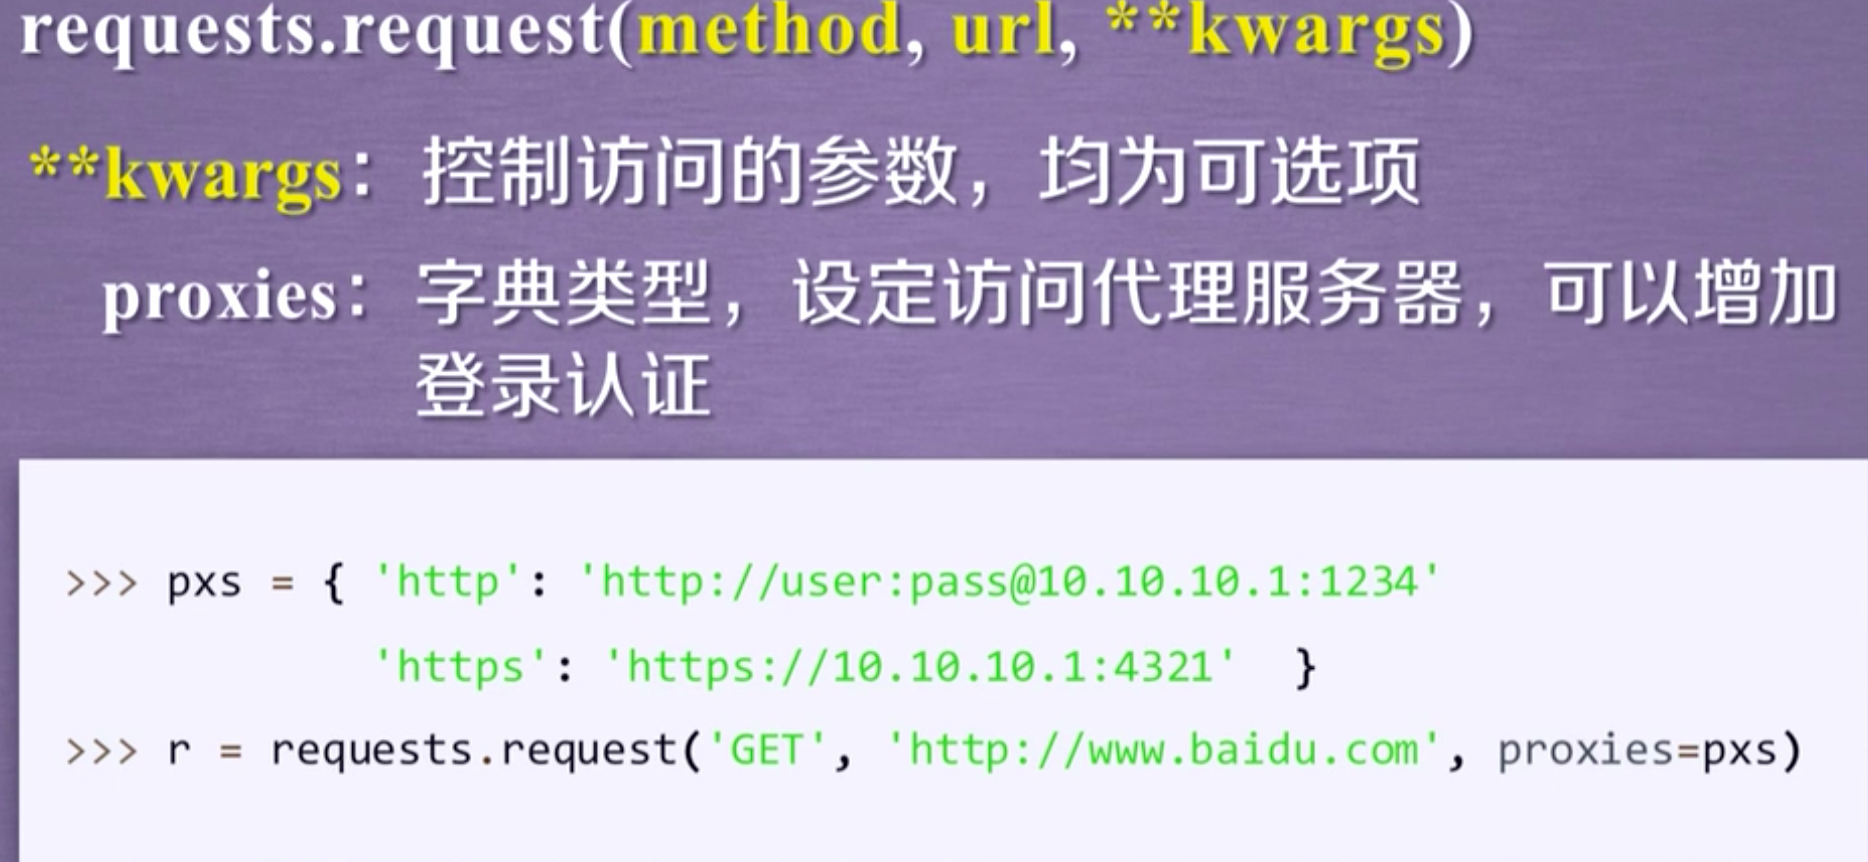 requests.request(method, url, **kwargs)
**kwargs：控制访问的参数，均为可选项
proxies：字典类型，设定访问代理服务器，可以增加
登录认证
>>> pxs = { 'http': 'http://user:pass@10.10.10.1:1234'
'https': 'https://10.10.10.1:4321' }
>>> r = requests.request('GET', 'http://www.baidu.com', proxies=pxs)